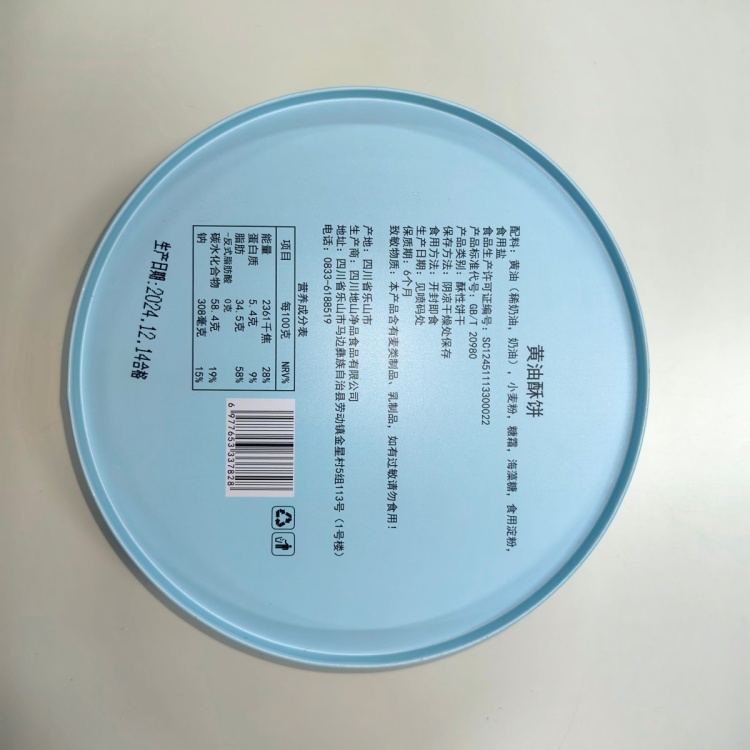 黄油酥饼
配料：黄油（稀奶油，奶油），小麦粉，糖霜，海藻糖，食用淀粉，
食用盐
食品生产许可证编号：SC12451113300022
产品标准代号：GB/T 20980
产品类别：酥性饼干
保存方法：阴凉干燥处保存
食用方法：开封即食
生产日期：见喷码处
保质期：6个月
致敏物质：本产品含有麦类制品、乳制品，如有过敏请勿食用！
产地：四川省乐山市
生产商：四川地山净品食品有限公司
地址：四川省乐山市马边彝族自治县劳动镇金星村5组113号（1号楼）
电话：0833-6188519
营养成分表
项目 每100克 NRV%
能量 2361千焦 28%
蛋白质 5.4克 9%
脂肪 34.5克 58%
-反式脂肪酸 0克
碳水化合物 58.4克 19%
钠 308毫克 15%
6 977653 337828
生产日期:2024.12.14合格